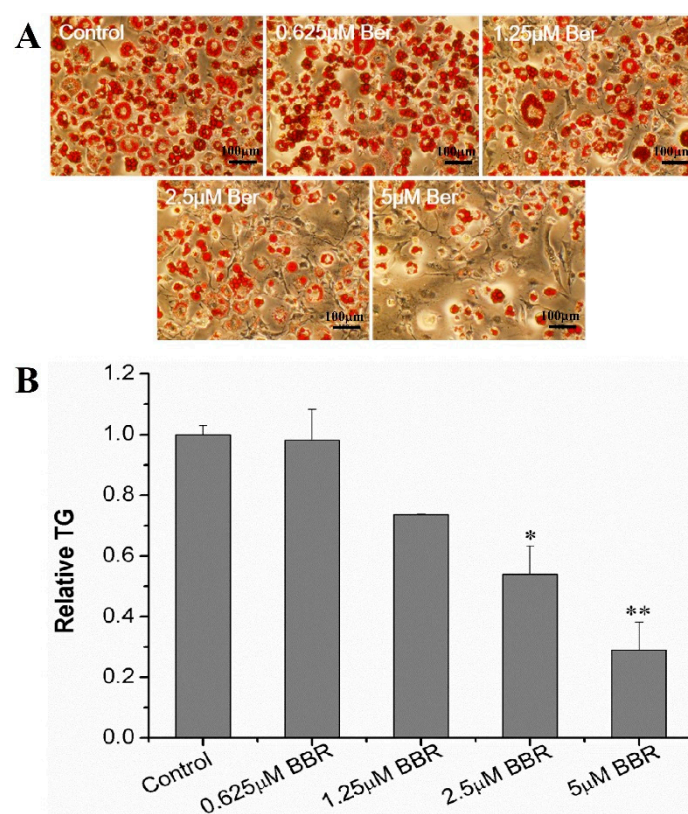 A
Control
0.625μM Ber
1.25μM Ber
100μm
100μm
100μm
2.5μM Ber
5μM Ber
100μm
100μm
B
1.2
1.0
0.8
0.6
0.4
0.2
0.0
Relative TG
*
**
Control
0.625μM BBR
1.25μM BBR
2.5μM BBR
5μM BBR